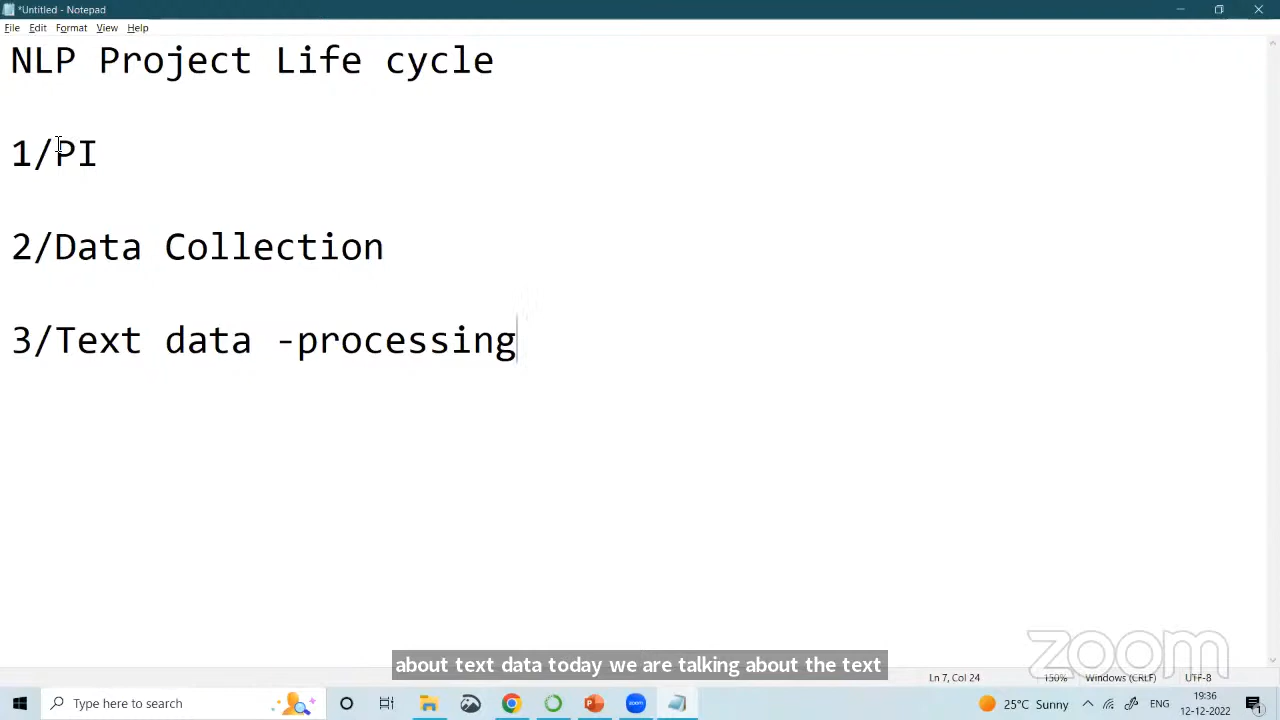 *Untitled - Notepad
File Edit Format View Help
NLP Project Life cycle
1/PI
2/Data Collection
3/Text data -processing
zoom
about text data today we are talking about the text
Ln 7, Col 24 150% Windows (CRLF) UTF-8
Type here to search
25°C Sunny
ENG
19:36
12-12-2022
1